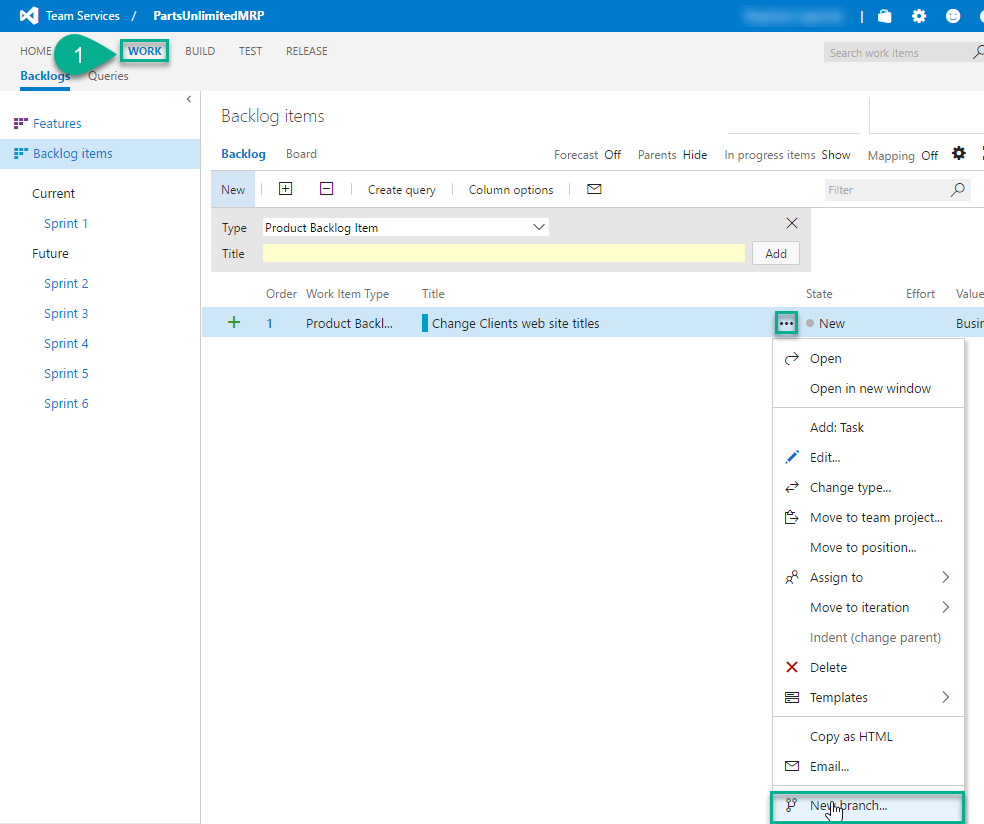 Team Services / PartsUnlimitedMRP |
HOME 1 WORK BUILD TEST RELEASE Search work items
Backlogs Queries
Features
Backlog items
Current
Sprint 1
Future
Sprint 2
Sprint 3
Sprint 4
Sprint 5
Sprint 6
Backlog items
Backlog Board Forecast Off Parents Hide In progress items Show Mapping Off
New Create query Column options Filter
Type Product Backlog Item
Title Add
Order Work Item Type Title State Effort Value
1 Product Backl... Change Clients web site titles ... New Busin
Open
Open in new window
Add: Task
Edit...
Change type...
Move to team project...
Move to position...
Assign to
Move to iteration
Indent (change parent)
Delete
Templates
Copy as HTML
Email...
New branch...